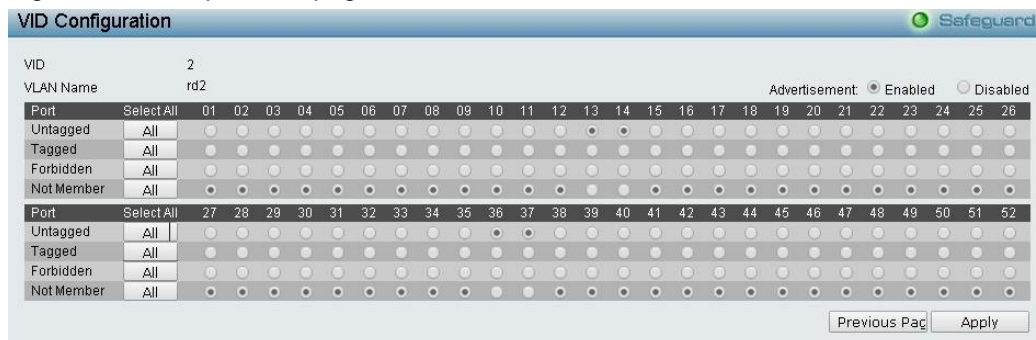 VID Configuration
Safeguard
VID 2
VLAN Name rd2
Advertisement: Enabled Disabled
Port Select All 01 02 03 04 05 06 07 08 09 10 11 12 13 14 15 16 17 18 19 20 21 22 23 24 25 26
Untagged All
Tagged All
Forbidden All
Not Member All
Port Select All 27 28 29 30 31 32 33 34 35 36 37 38 39 40 41 42 43 44 45 46 47 48 49 50 51 52
Untagged All
Tagged All
Forbidden All
Not Member All
Previous Pag Apply